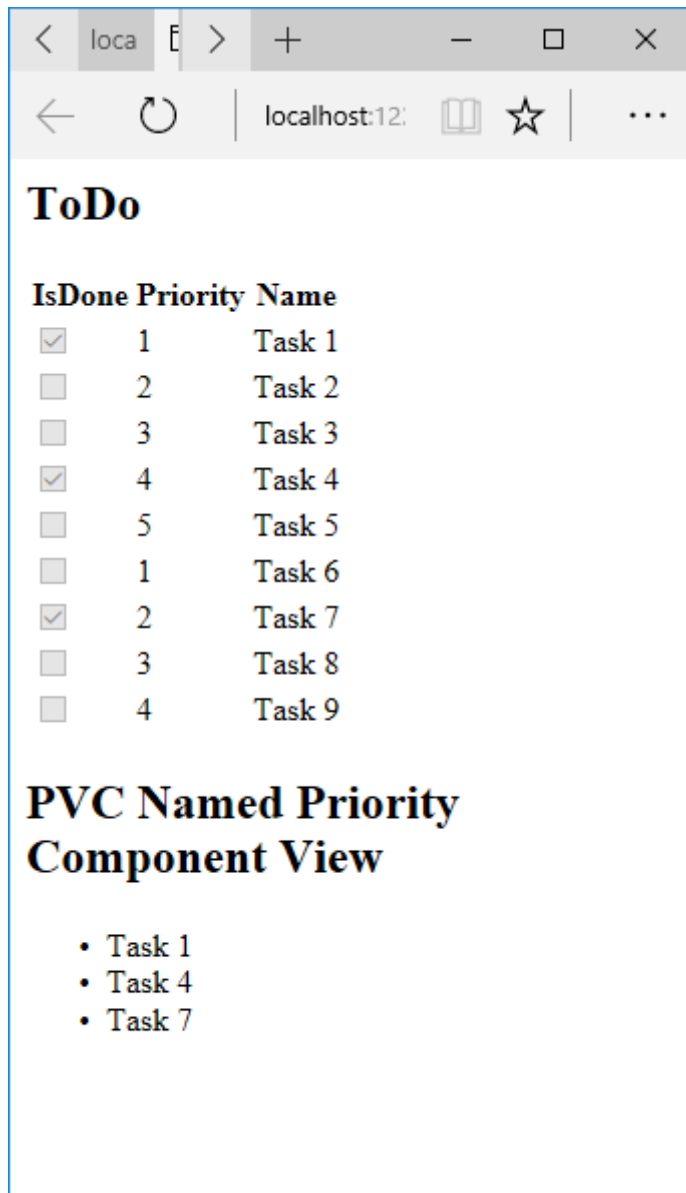 loca
localhost:12
ToDo
IsDone Priority Name
1 Task 1
2 Task 2
3 Task 3
4 Task 4
5 Task 5
1 Task 6
2 Task 7
3 Task 8
4 Task 9
PVC Named Priority
Component View
• Task 1
• Task 4
• Task 7